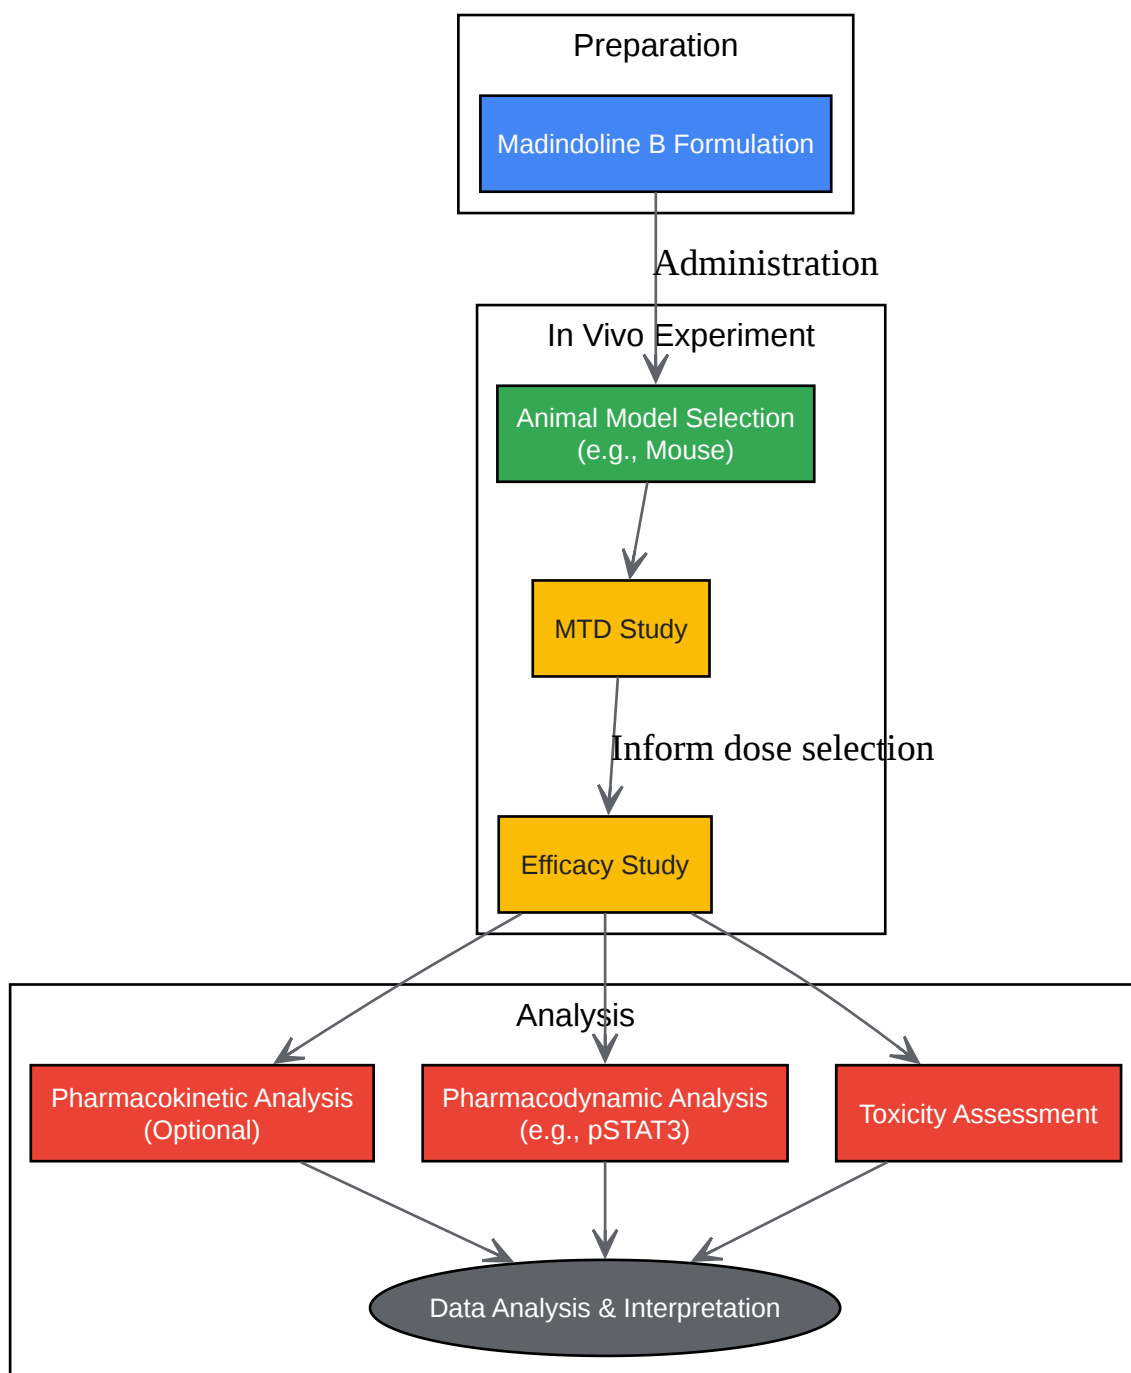 Preparation
Madindoline B Formulation
Administration
In Vivo Experiment
Animal Model Selection
(e.g., Mouse)
MTD Study
Inform dose selection
Efficacy Study
Analysis
Pharmacokinetic Analysis
(Optional)
Pharmacodynamic Analysis
(e.g., pSTAT3)
Toxicity Assessment
Data Analysis & Interpretation